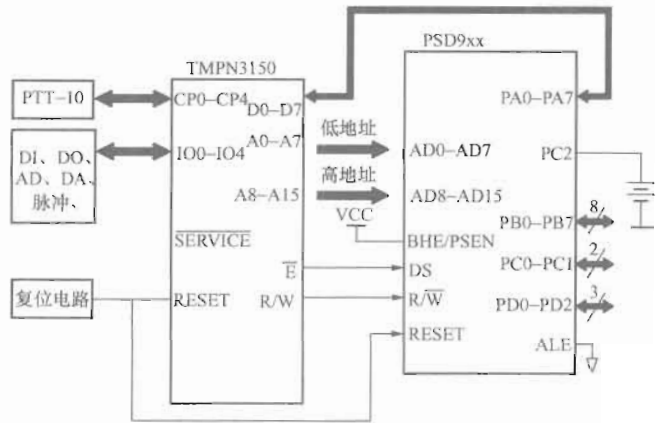 TMPN3150
PSD9xx
PTT-10
CP0-CP4
D0-D7
PA0-PA7
DI、DO、
AD、DA、
脉冲、
IO0-IO4
A0-A7
低地址
AD0-AD7
PC2
A8-A15
高地址
AD8-AD15
VCC
PB0-PB7
8
SERVICE
BHE/PSEN
PC0-PC1
2
E
DS
复位电路
RESET
R/W
R/W
PD0-PD2
3
RESET
ALE